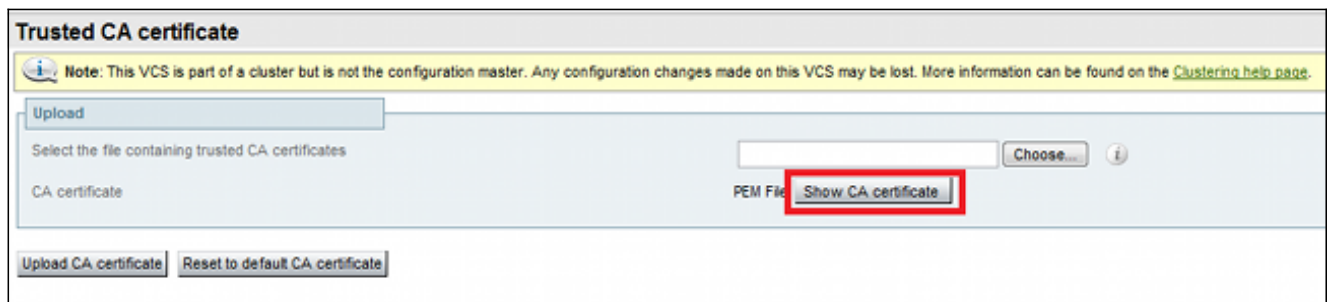 Trusted CA certificate
Note: This VCS is part of a cluster but is not the configuration master. Any configuration changes made on this VCS may be lost. More information can be found on the Clustering help page.
Upload
Select the file containing trusted CA certificates
Choose... i
CA certificate
PEM File Show CA certificate
Upload CA certificate Reset to default CA certificate